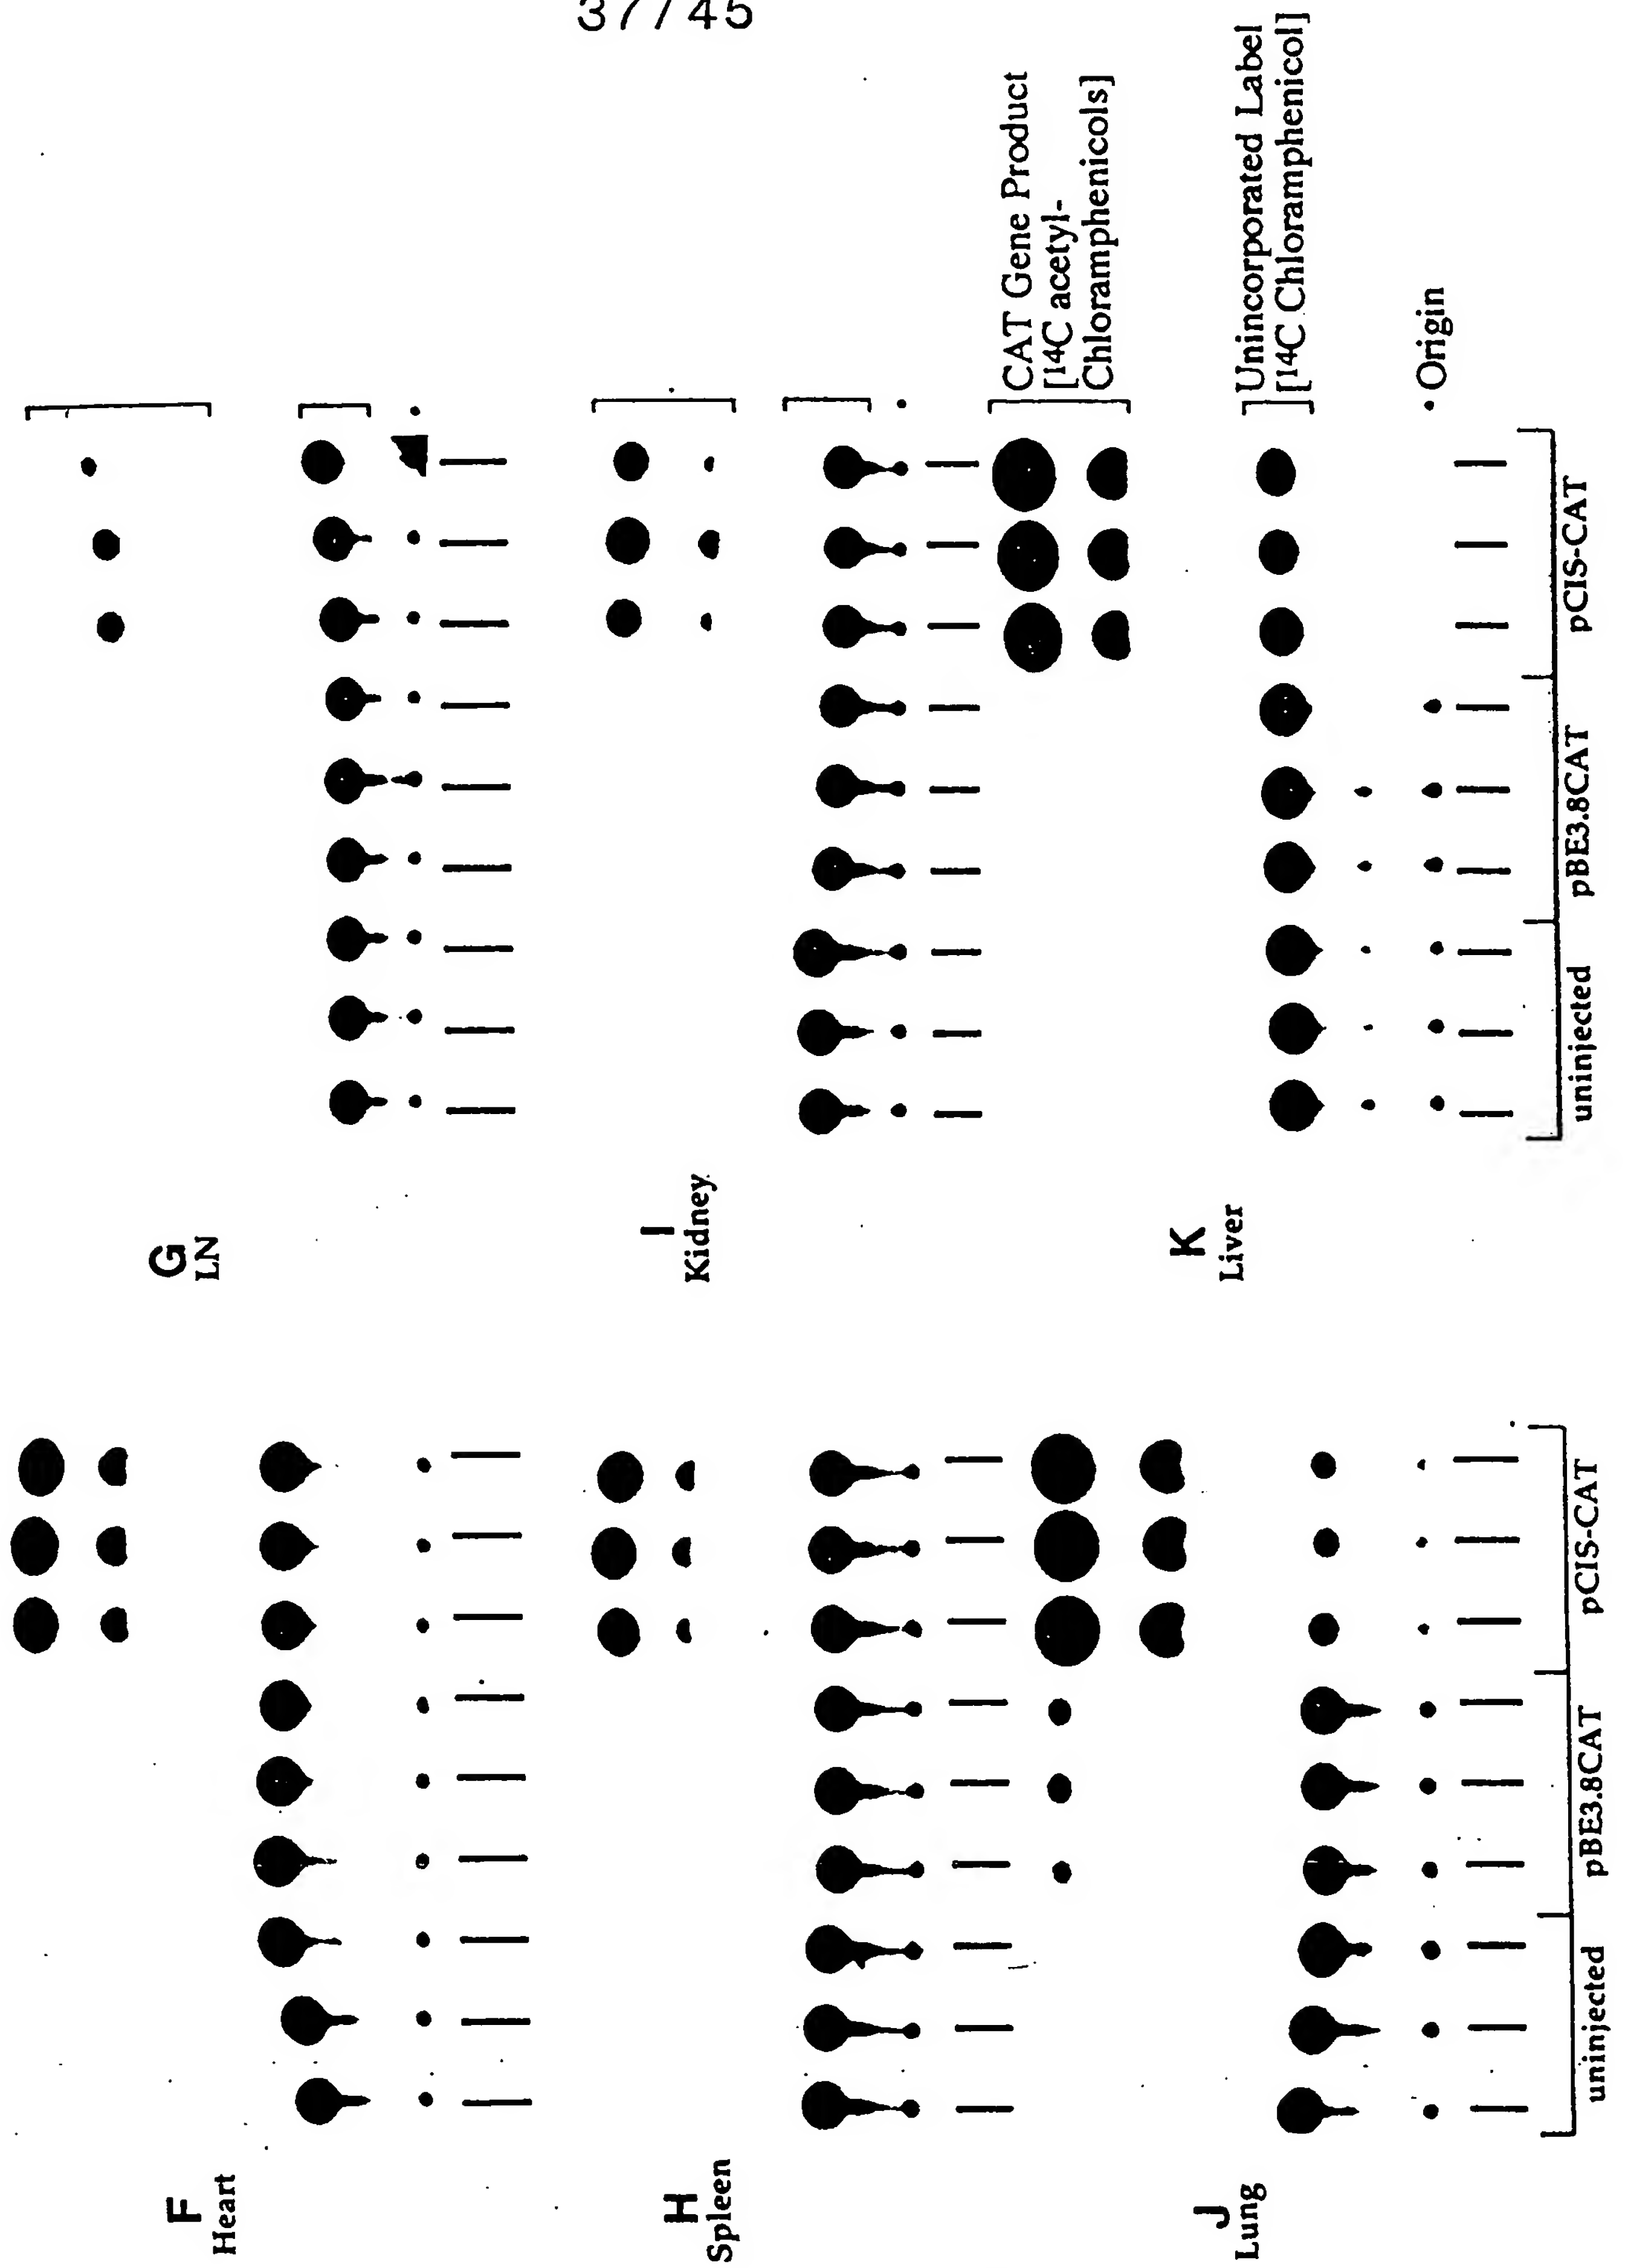 37/45
F
Heart
G
LN
H
Spleen
I
Kidney
J
Lung
K
Liver
CAT Gene Product
[14C acetyl-
Chloramphenicols]
Unincorporated Label
[14C Chloramphenicol]
• Origin
uninjected
pBE3.8CAT
pCIS-CAT
uninjected
pBE3.8CAT
pCIS-CAT